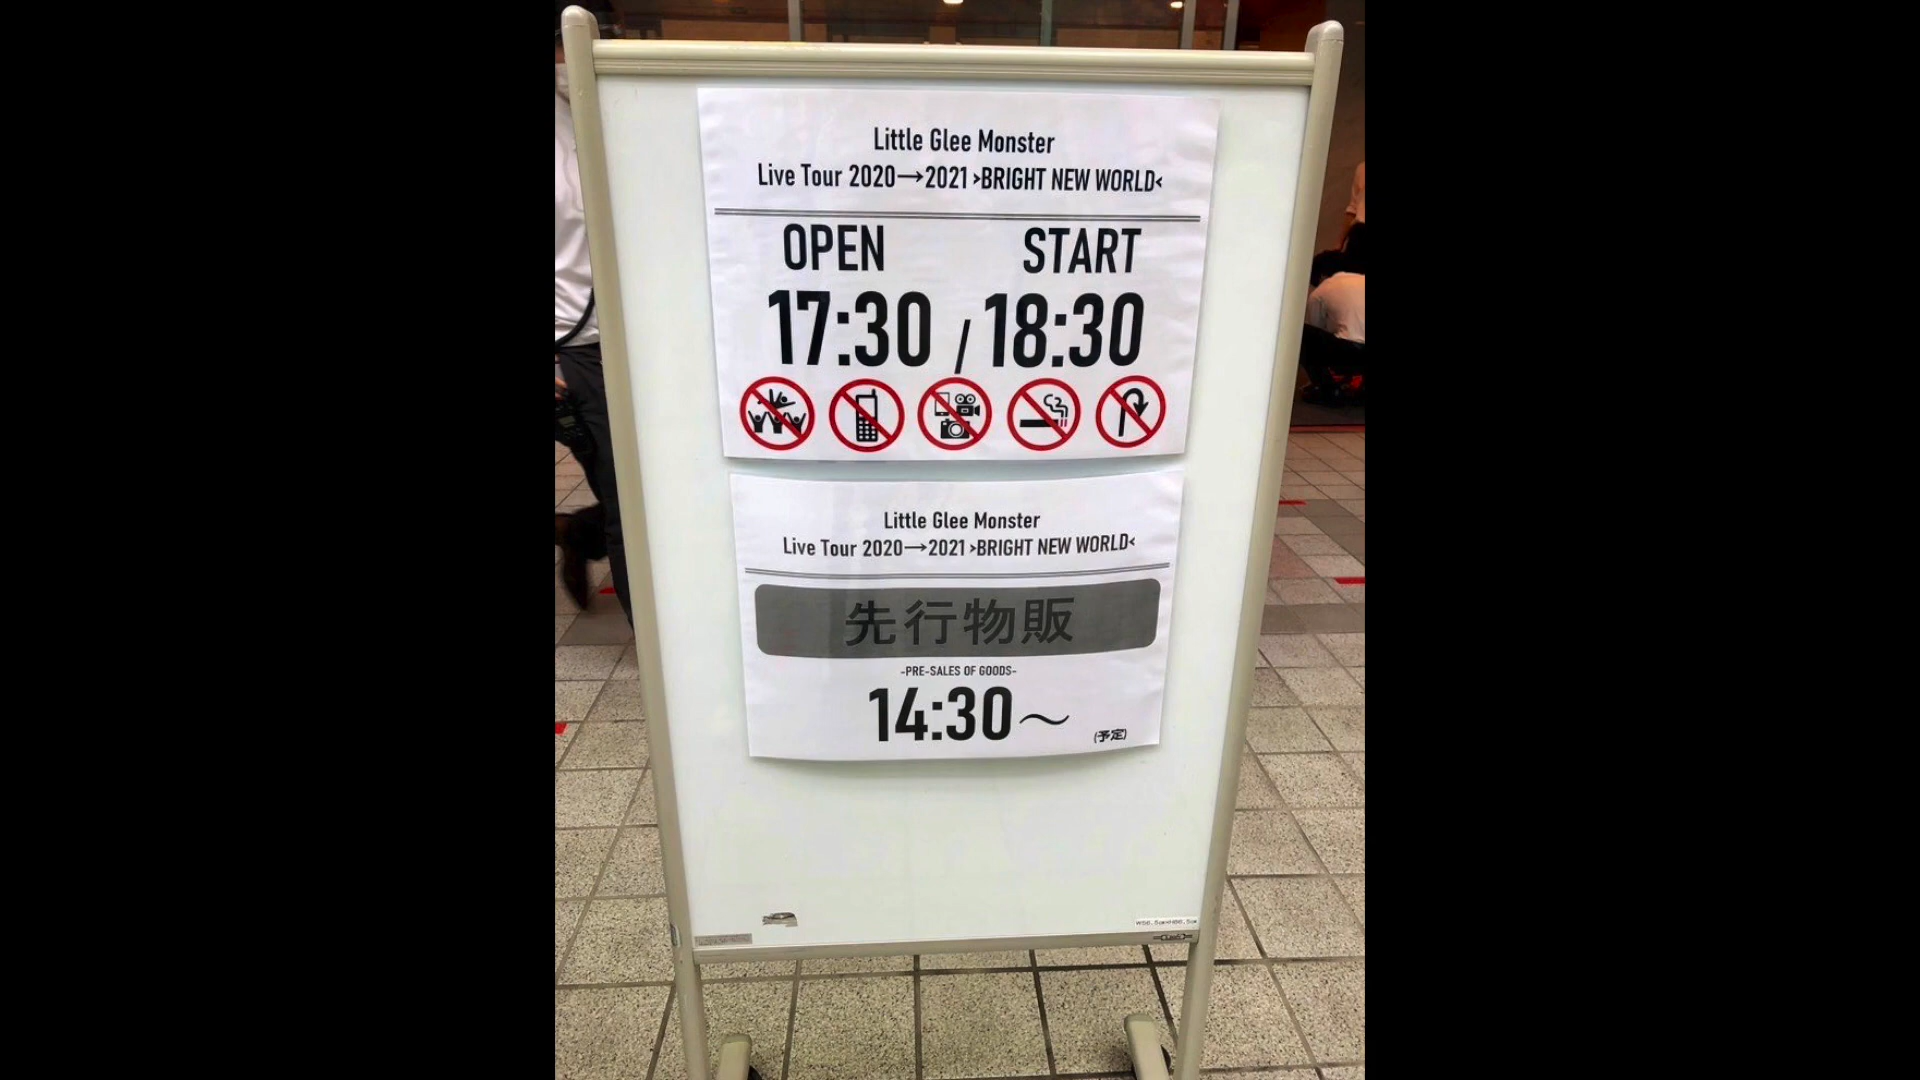 Little Glee Monster
Live Tour 2020→2021 >BRIGHT NEW WORLD<
OPEN START
17:30 / 18:30
Little Glee Monster
Live Tour 2020→2021 >BRIGHT NEW WORLD<
先行物販
-PRE-SALES OF GOODS-
14:30～ (予定)